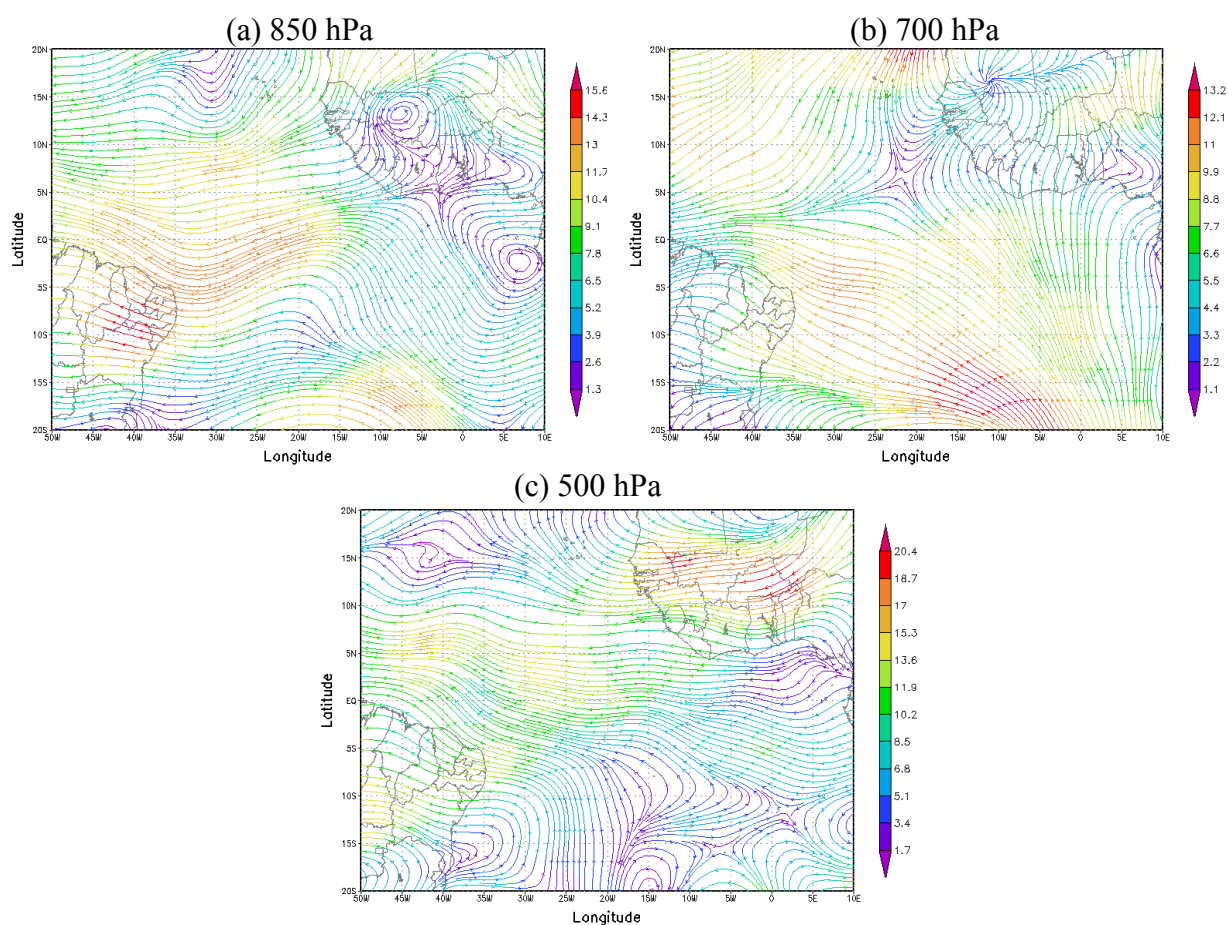 (a) 850 hPa
(b) 700 hPa
20N
15N
10N
5N
EQ
5S
10S
15S
20S
Latitude
50W 45W 40W 35W 30W 25W 20W 15W 10W 5W 0 5E 10E
Longitude
15.6
14.3
13
11.7
10.4
9.1
7.8
6.5
5.2
3.9
2.6
1.3
20N
15N
10N
5N
EQ
5S
10S
15S
20S
Latitude
50W 45W 40W 35W 30W 25W 20W 15W 10W 5W 0 5E 10E
Longitude
13.2
12.1
11
9.9
8.8
7.7
6.6
5.5
4.4
3.3
2.2
1.1
(c) 500 hPa
20N
15N
10N
5N
EQ
5S
10S
15S
20S
Latitude
50W 45W 40W 35W 30W 25W 20W 15W 10W 5W 0 5E 10E
Longitude
20.4
18.7
17
15.3
13.6
11.9
10.2
8.5
6.8
5.1
3.4
1.7